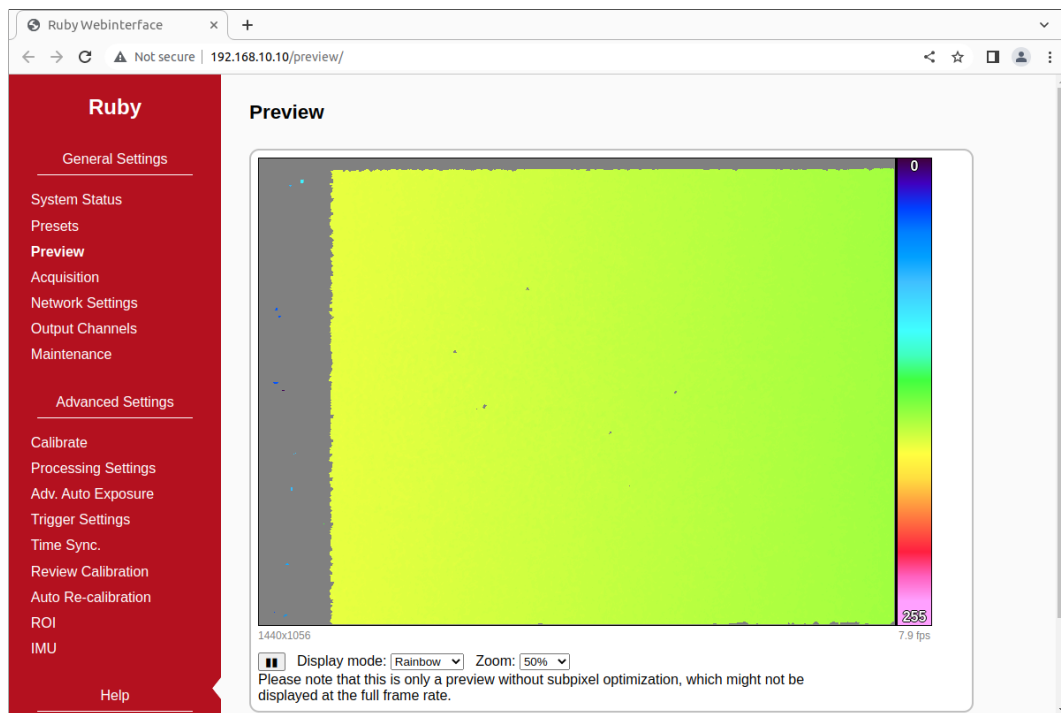 Ruby Webinterface
Not secure
192.168.10.10/preview/
Ruby
General Settings
System Status
Presets
Preview
Acquisition
Network Settings
Output Channels
Maintenance
Advanced Settings
Calibrate
Processing Settings
Adv. Auto Exposure
Trigger Settings
Time Sync.
Review Calibration
Auto Re-calibration
ROI
IMU
Help
Preview
0
255
1440x1056
7.9 fps
Display mode: Rainbow Zoom: 50%
Please note that this is only a preview without subpixel optimization, which might not be
displayed at the full frame rate.